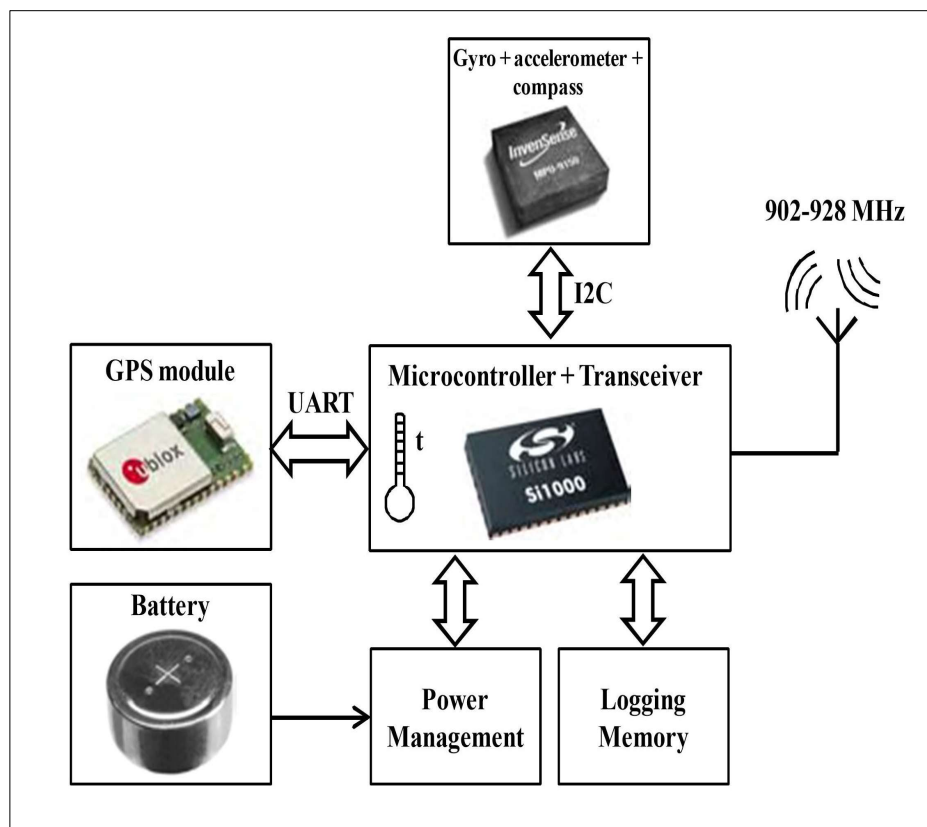 Gyro + accelerometer +
compass
InvenSense
MPU-9150
902-928 MHz
I2C
GPS module
UART
Microcontroller + Transceiver
t
ublox
SILICON LABS
Si1000
Battery
Power
Management
Logging
Memory